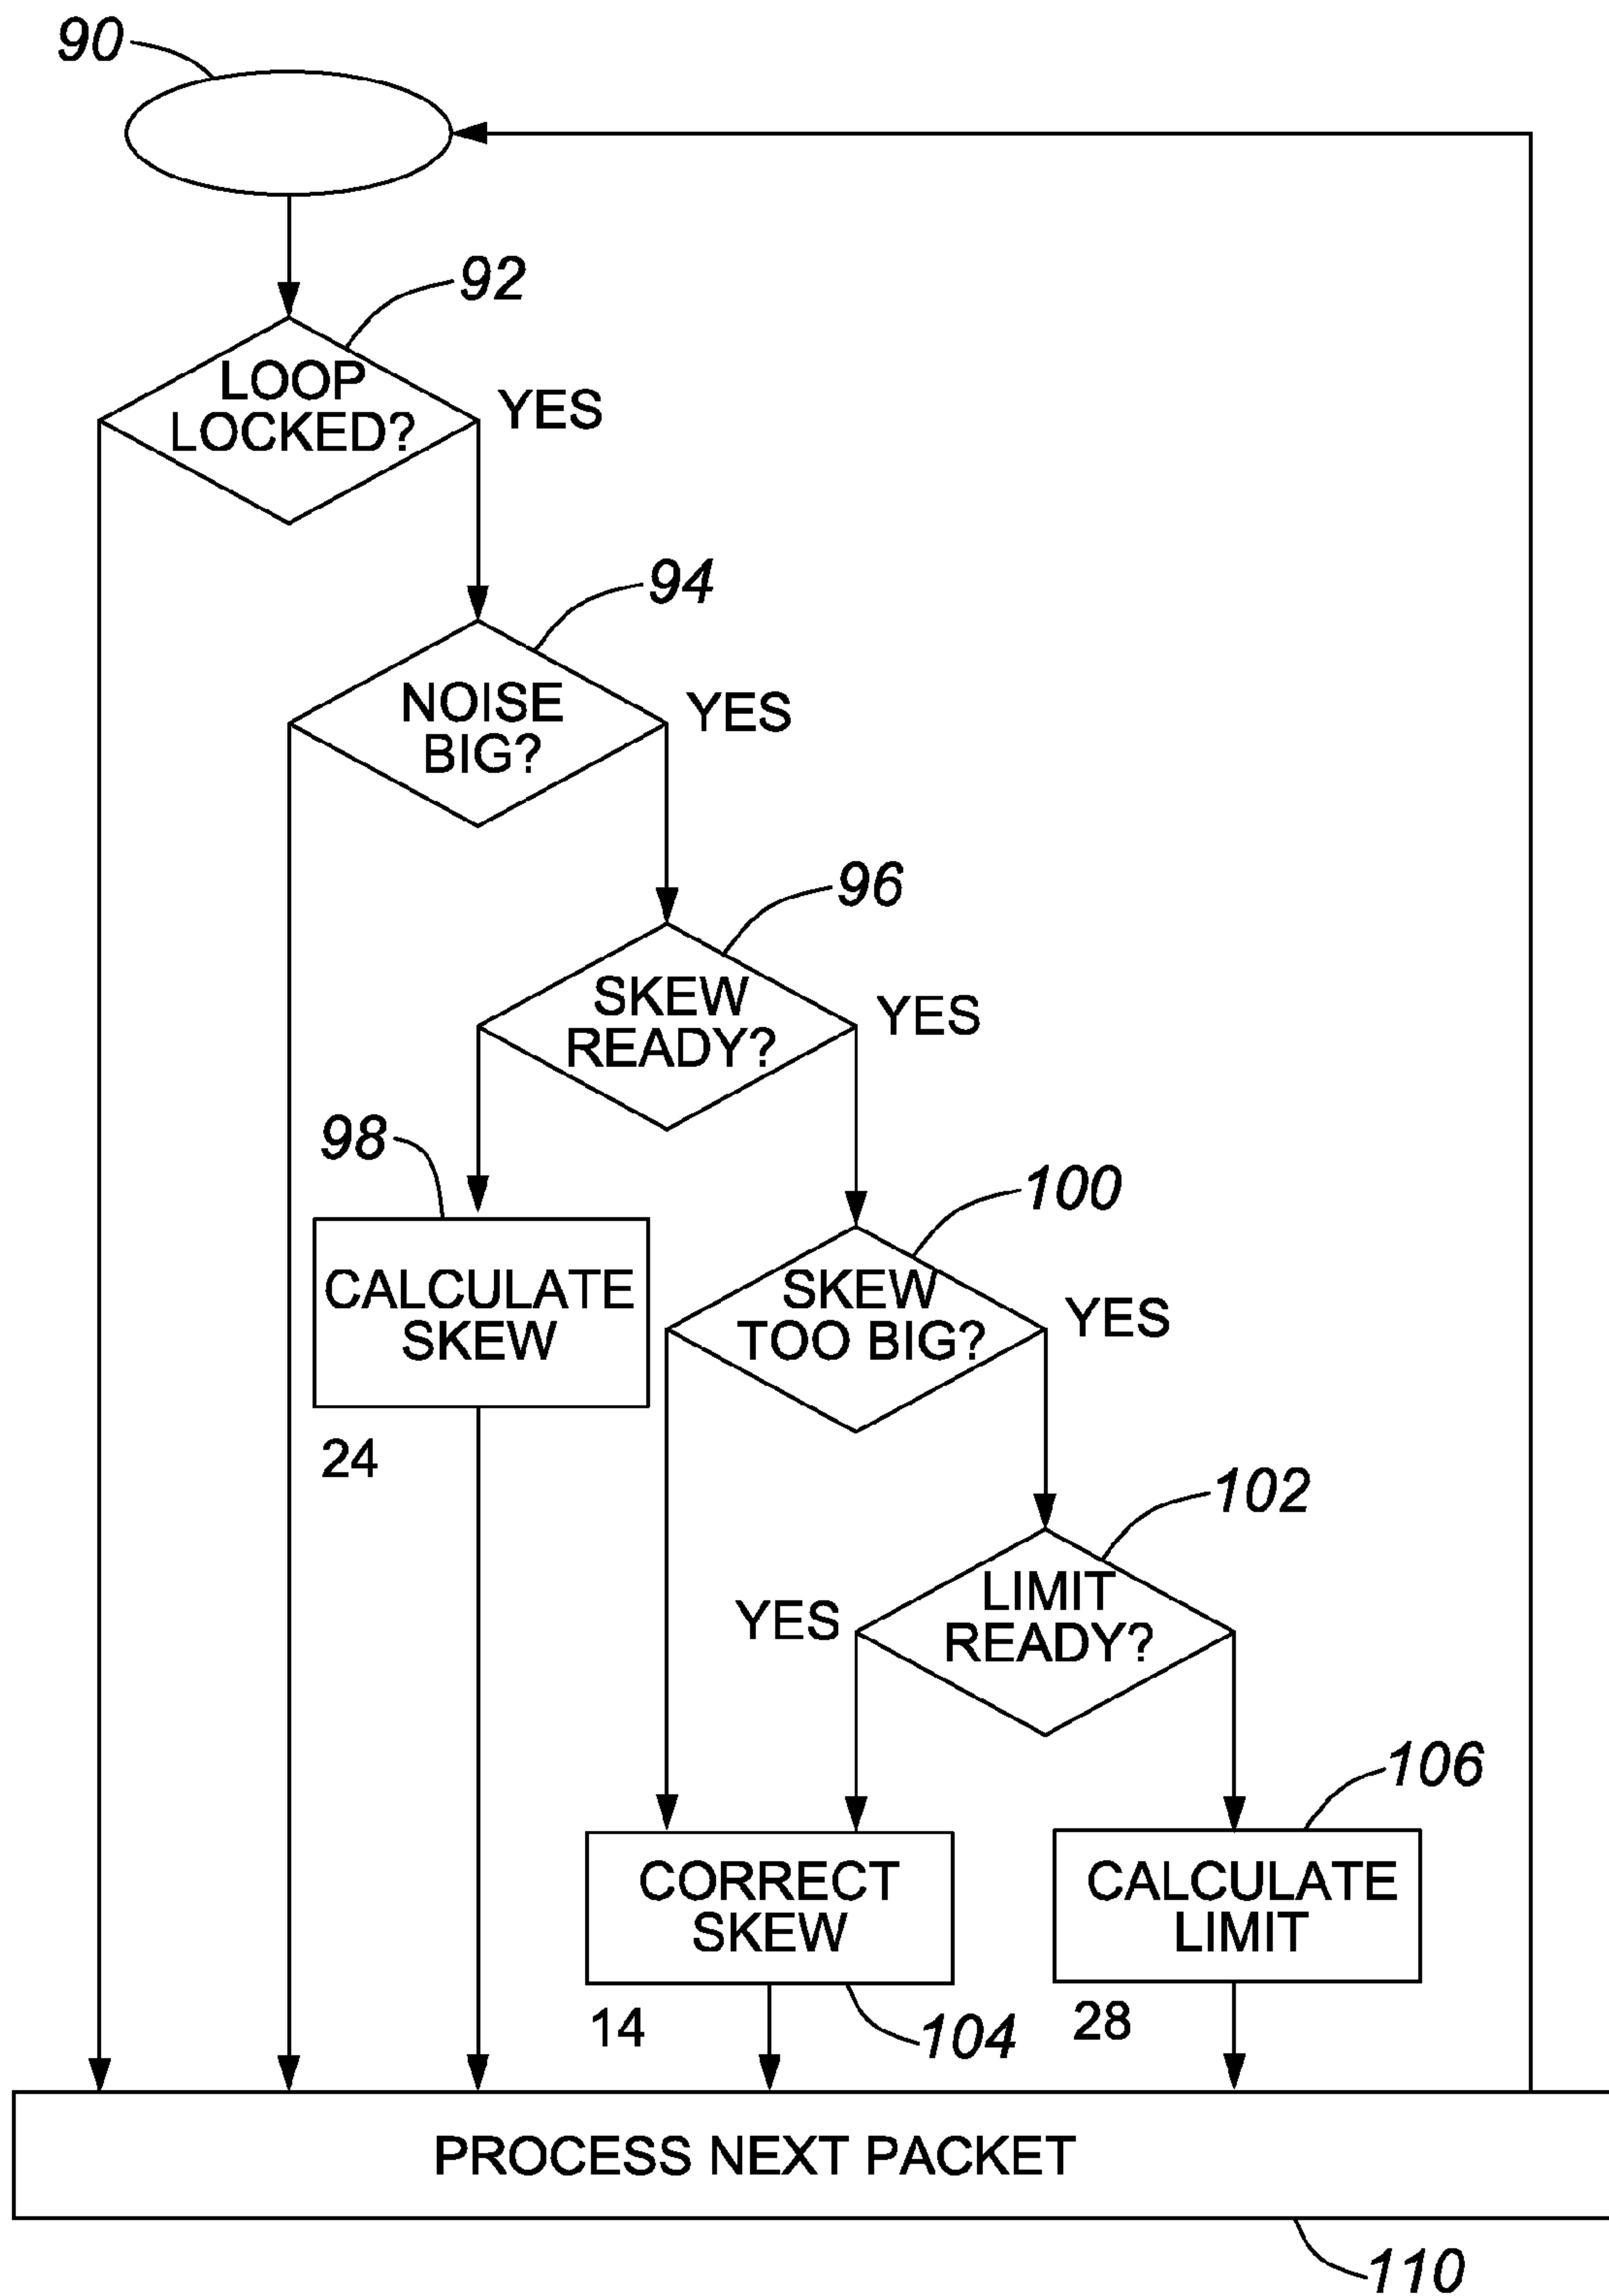 90
92
LOOP
LOCKED?
YES
94
NOISE
BIG?
YES
96
SKEW
READY?
YES
98
CALCULATE
SKEW
24
100
SKEW
TOO BIG?
YES
102
LIMIT
READY?
YES
106
CORRECT
SKEW
14
104
CALCULATE
LIMIT
28
PROCESS NEXT PACKET
110